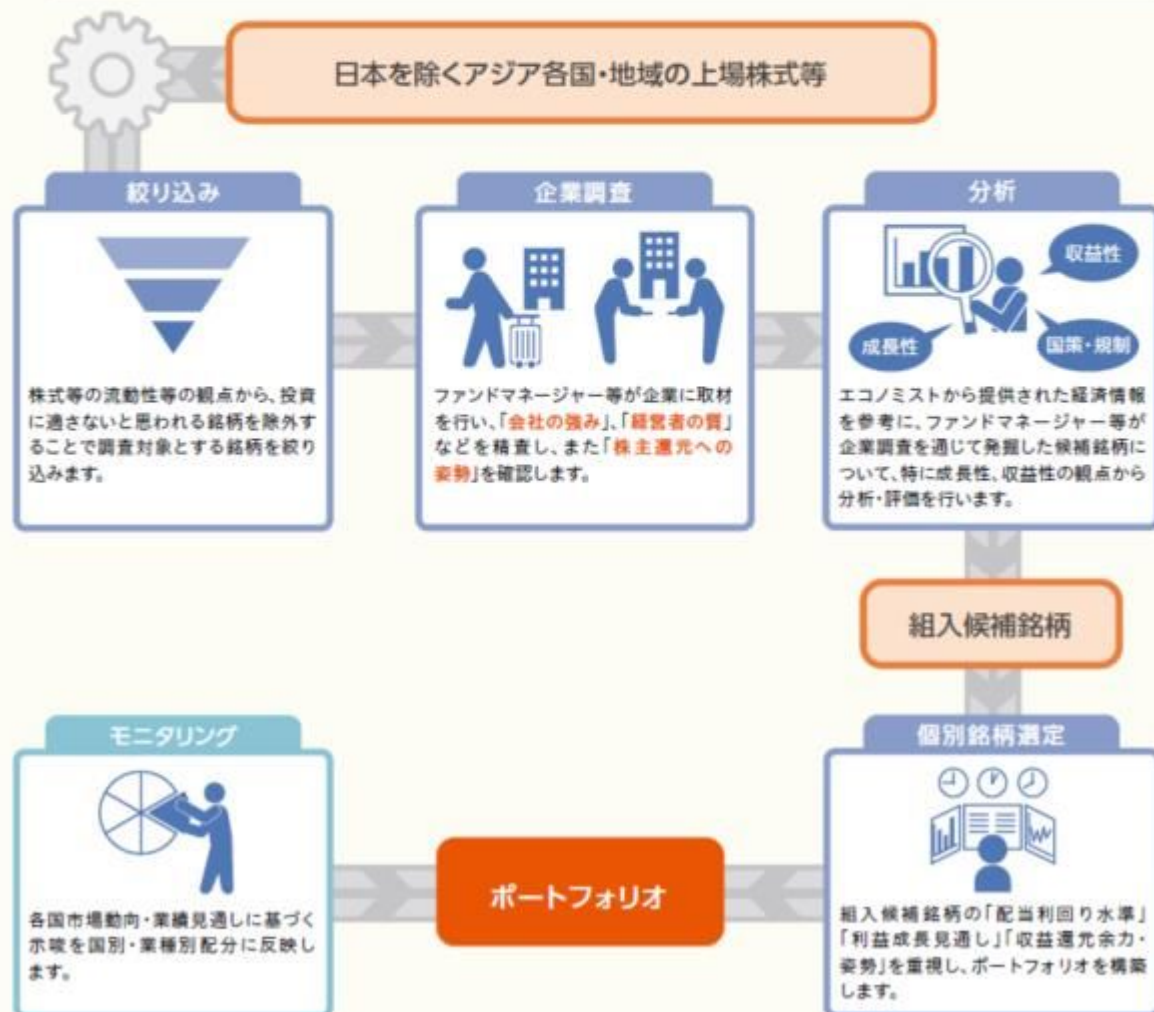 日本を除くアジア各国・地域の上場株式等
絞り込み
株式等の流動性等の観点から、投資
に適さないと思われる銘柄を除外す
ることで調査対象とする銘柄を絞り
込みます。
企業調査
ファンドマネージャー等が企業に取材
を行い、「会社の強み」、「経営者の質」
などを精査し、また「株主還元への
姿勢」を確認します。
分析
収益性
成長性
国策・規制
エコノミストから提供された経済情報
を参考に、ファンドマネージャー等が
企業調査を通じて発掘した候補銘柄
について、特に成長性、収益性の観点から
分析・評価を行います。
組入候補銘柄
個別銘柄選定
組入候補銘柄の「配当利回り水準」
「利益成長見通し」「収益還元余力・
姿勢」を重視し、ポートフォリオを構築
します。
ポートフォリオ
モニタリング
各国市場動向・業績見通しに基づく
示唆を国別・業種別配分に反映し
ます。